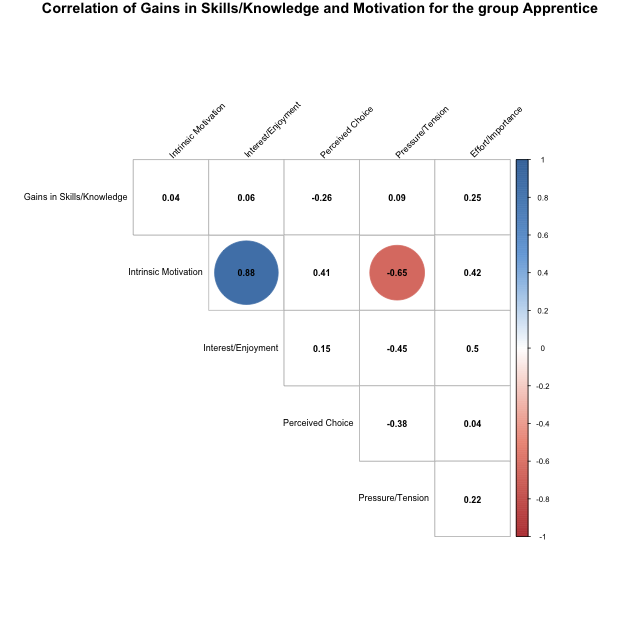 Correlation of Gains in Skills/Knowledge and Motivation for the group Apprentice
Intrinsic Motivation
Interest/Enjoyment
Perceived Choice
Pressure/Tension
Effort/Importance
Gains in Skills/Knowledge 0.04 0.06 -0.26 0.09 0.25
Intrinsic Motivation 0.88 0.41 -0.65 0.42
Interest/Enjoyment 0.15 -0.45 0.5
Perceived Choice -0.38 0.04
Pressure/Tension 0.22
1
0.8
0.6
0.4
0.2
0
-0.2
-0.4
-0.6
-0.8
-1